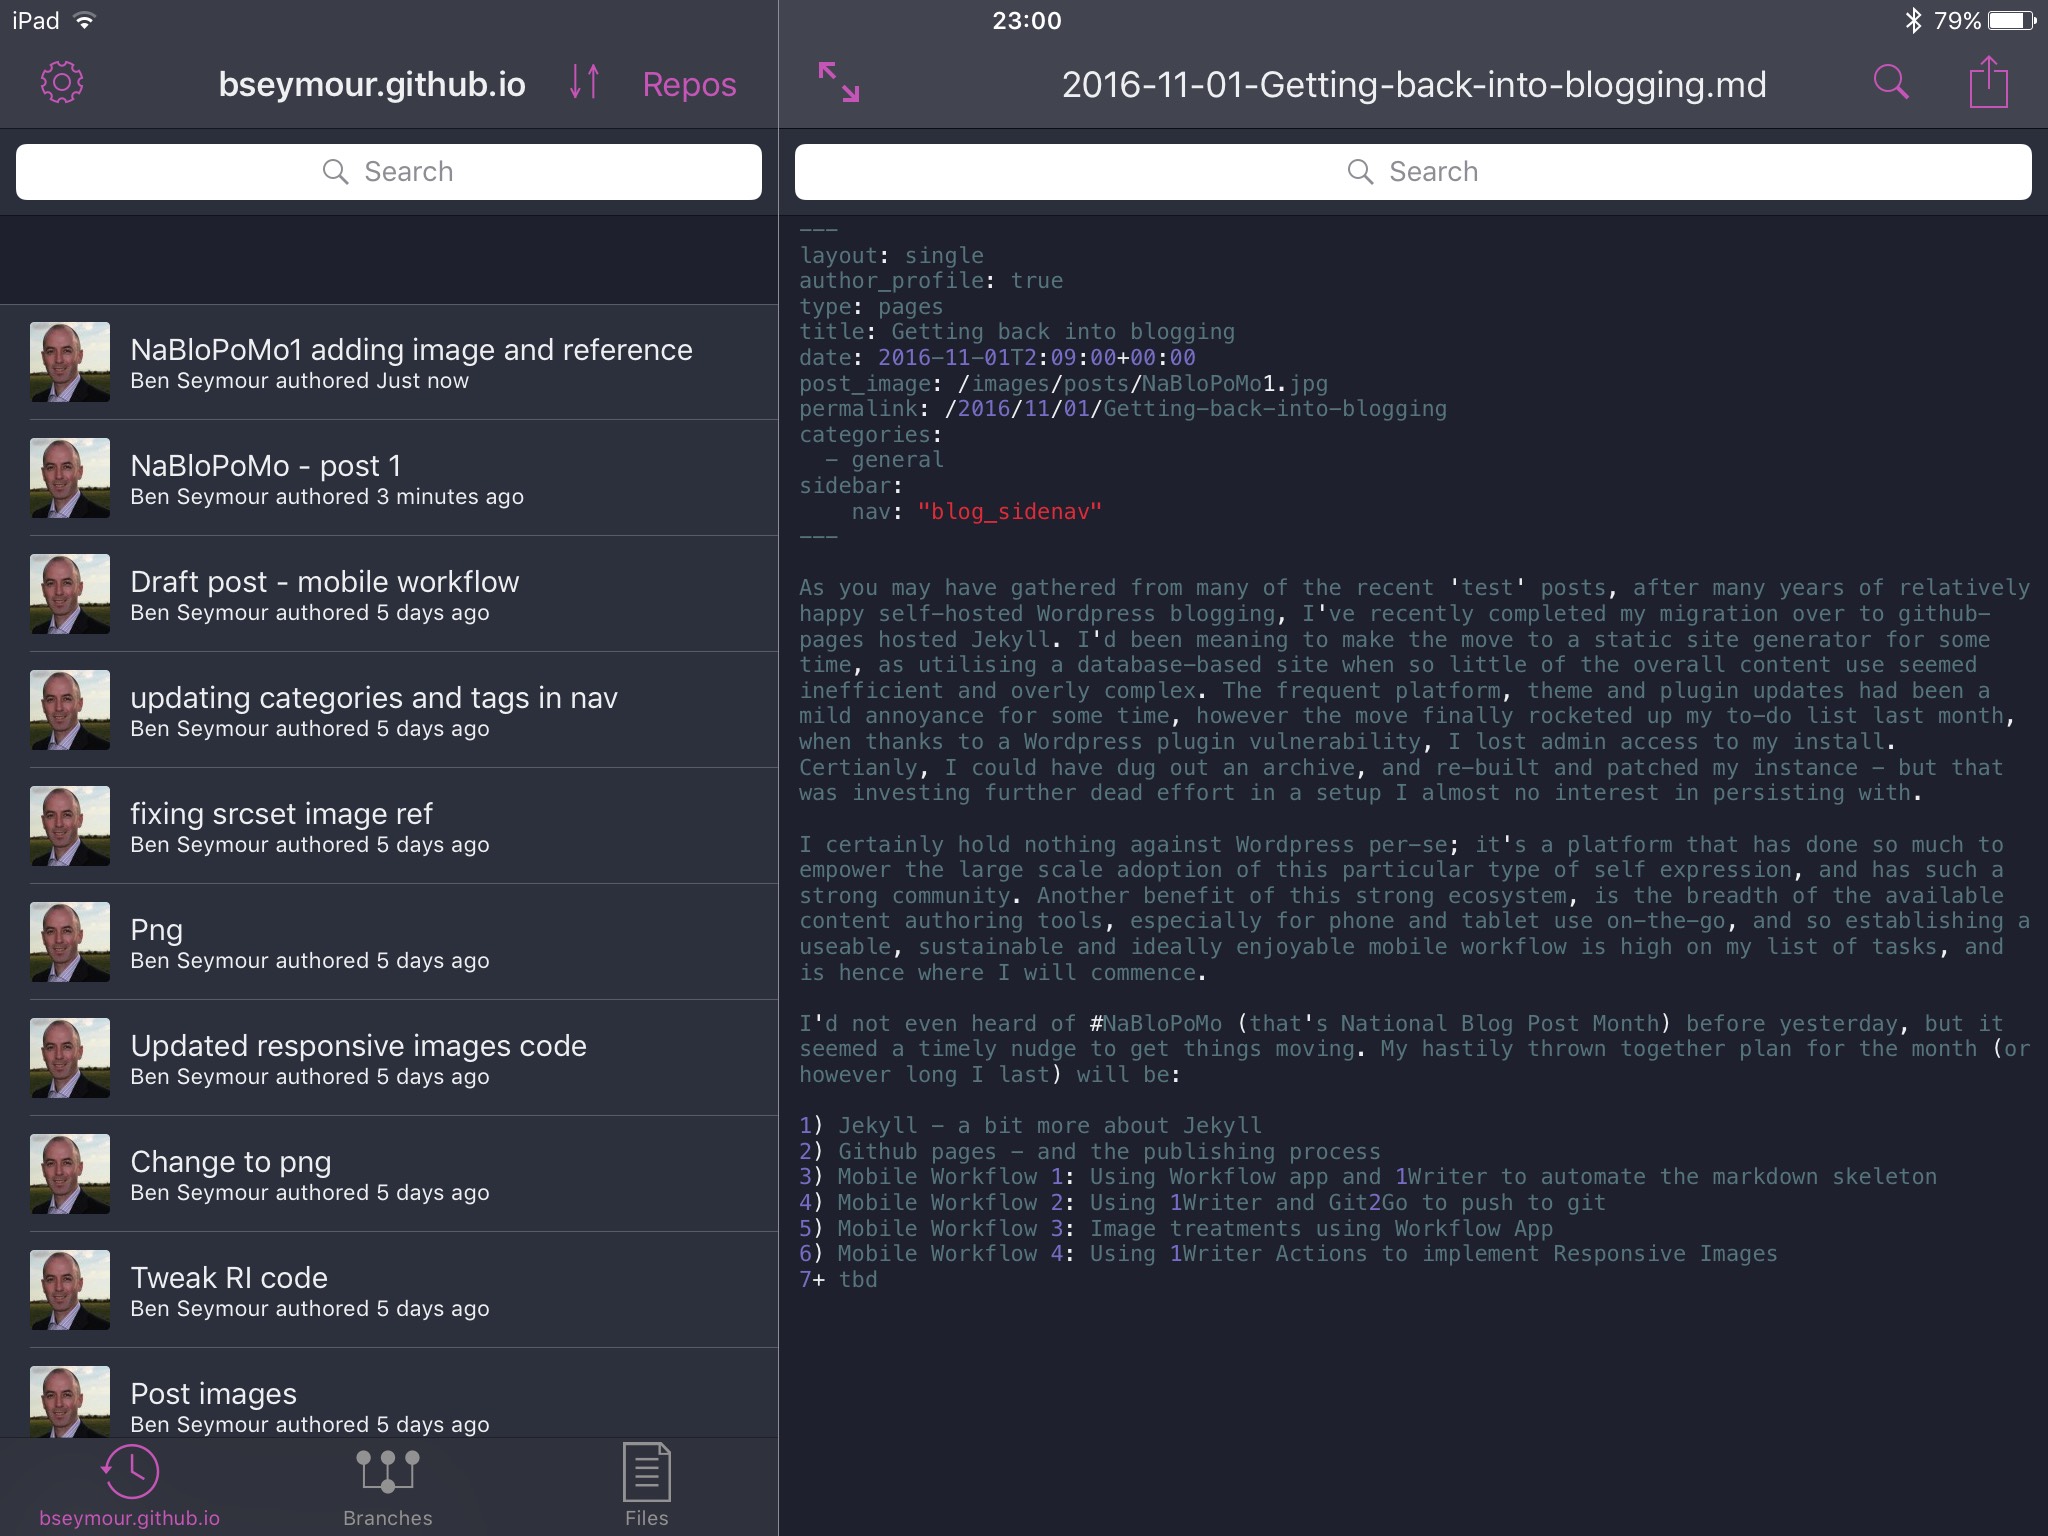 iPad
23:00
79%
bseymour.github.io
Repos
2016-11-01-Getting-back-into-blogging.md
Search
Search
NaBloPoMo1 adding image and reference
Ben Seymour authored Just now
NaBloPoMo - post 1
Ben Seymour authored 3 minutes ago
Draft post - mobile workflow
Ben Seymour authored 5 days ago
updating categories and tags in nav
Ben Seymour authored 5 days ago
fixing srcset image ref
Ben Seymour authored 5 days ago
Png
Ben Seymour authored 5 days ago
Updated responsive images code
Ben Seymour authored 5 days ago
Change to png
Ben Seymour authored 5 days ago
Tweak RI code
Ben Seymour authored 5 days ago
Post images
Ben Seymour authored 5 days ago
bseymour.github.io
Branches
Files
---
layout: single
author_profile: true
type: pages
title: Getting back into blogging
date: 2016-11-01T2:09:00+00:00
post_image: /images/posts/NaBloPoMo1.jpg
permalink: /2016/11/01/Getting-back-into-blogging
categories:
  - general
sidebar:
    nav: "blog_sidenav"
---
As you may have gathered from many of the recent 'test' posts, after many years of relatively
happy self-hosted Wordpress blogging, I've recently completed my migration over to github-
pages hosted Jekyll. I'd been meaning to make the move to a static site generator for some
time, as utilising a database-based site when so little of the overall content use seemed
inefficient and overly complex. The frequent platform, theme and plugin updates had been a
mild annoyance for some time, however the move finally rocketed up my to-do list last month,
when thanks to a Wordpress plugin vulnerability, I lost admin access to my install.
Certianly, I could have dug out an archive, and re-built and patched my instance - but that
was investing further dead effort in a setup I almost no interest in persisting with.
I certainly hold nothing against Wordpress per-se; it's a platform that has done so much to
empower the large scale adoption of this particular type of self expression, and has such a
strong community. Another benefit of this strong ecosystem, is the breadth of the available
content authoring tools, especially for phone and tablet use on-the-go, and so establishing a
useable, sustainable and ideally enjoyable mobile workflow is high on my list of tasks, and
is hence where I will commence.
I'd not even heard of #NaBloPoMo (that's National Blog Post Month) before yesterday, but it
seemed a timely nudge to get things moving. My hastily thrown together plan for the month (or
however long I last) will be:
1) Jekyll - a bit more about Jekyll
2) Github pages - and the publishing process
3) Mobile Workflow 1: Using Workflow app and 1Writer to automate the markdown skeleton
4) Mobile Workflow 2: Using 1Writer and Git2Go to push to git
5) Mobile Workflow 3: Image treatments using Workflow App
6) Mobile Workflow 4: Using 1Writer Actions to implement Responsive Images
7+ tbd